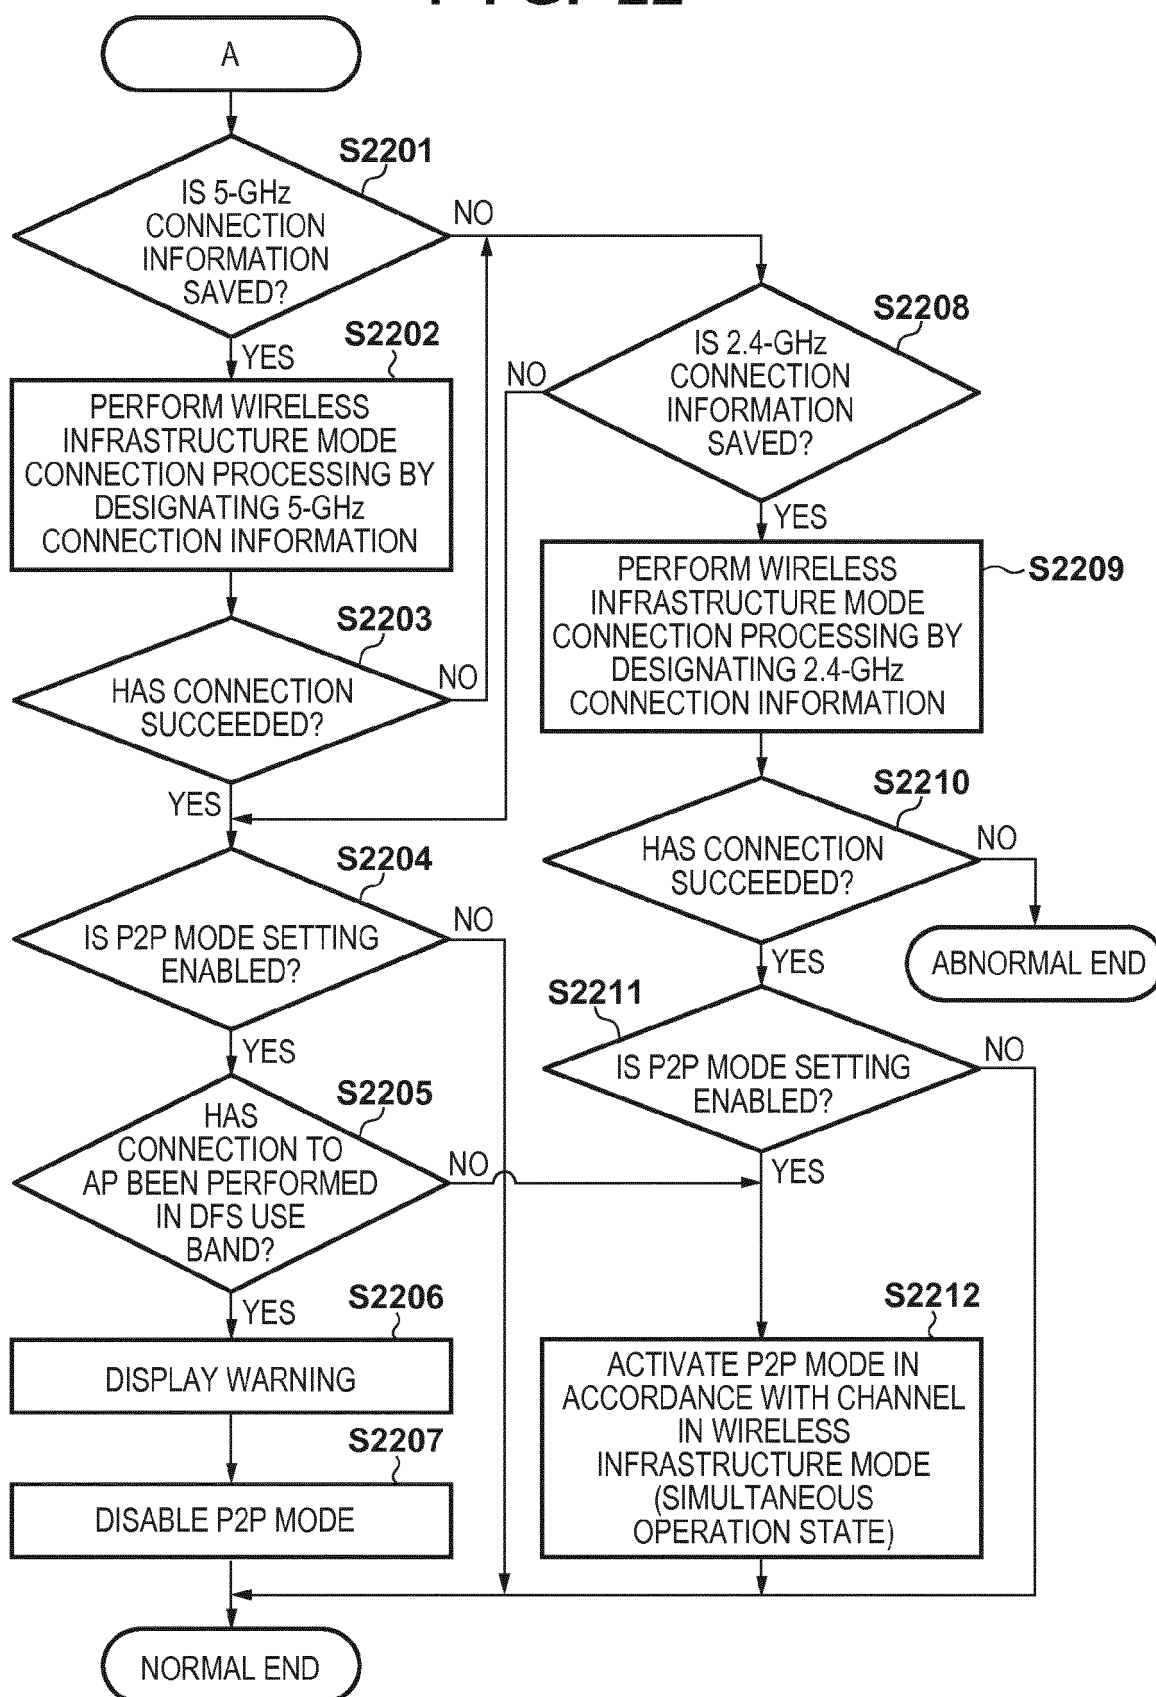 FIG. 22
A
S2201
IS 5-GHz
CONNECTION
INFORMATION
SAVED?
NO
YES
S2202
PERFORM WIRELESS
INFRASTRUCTURE MODE
CONNECTION PROCESSING BY
DESIGNATING 5-GHz
CONNECTION INFORMATION
S2203
HAS CONNECTION
SUCCEEDED?
NO
YES
S2204
IS P2P MODE SETTING
ENABLED?
NO
YES
S2205
HAS
CONNECTION TO
AP BEEN PERFORMED
IN DFS USE
BAND?
NO
YES
S2206
DISPLAY WARNING
S2207
DISABLE P2P MODE
NORMAL END
S2208
IS 2.4-GHz
CONNECTION
INFORMATION
SAVED?
NO
YES
S2209
PERFORM WIRELESS
INFRASTRUCTURE MODE
CONNECTION PROCESSING BY
DESIGNATING 2.4-GHz
CONNECTION INFORMATION
S2210
HAS CONNECTION
SUCCEEDED?
NO
ABNORMAL END
YES
S2211
IS P2P MODE SETTING
ENABLED?
NO
YES
S2212
ACTIVATE P2P MODE IN
ACCORDANCE WITH CHANNEL
IN WIRELESS
INFRASTRUCTURE MODE
(SIMULTANEOUS
OPERATION STATE)